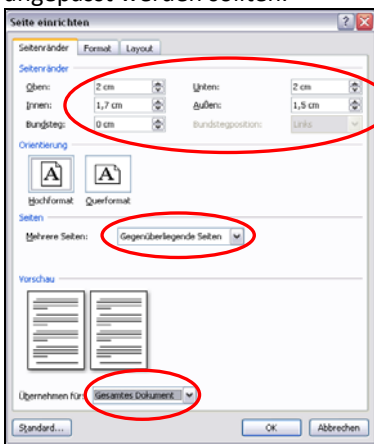 angepasst werden sollten.
Seite einrichten
Seitenränder Format Layout
Seitenränder
Oben: 2 cm Unten: 2 cm
Innen: 1,7 cm Außen: 1,5 cm
Bundsteg: 0 cm Bundstegposition: Links
Orientierung
A A
Hochformat Querformat
Seiten
Mehrere Seiten: Gegenüberliegende Seiten
Vorschau
Übernehmen für: Gesamtes Dokument
Standard... OK Abbrechen